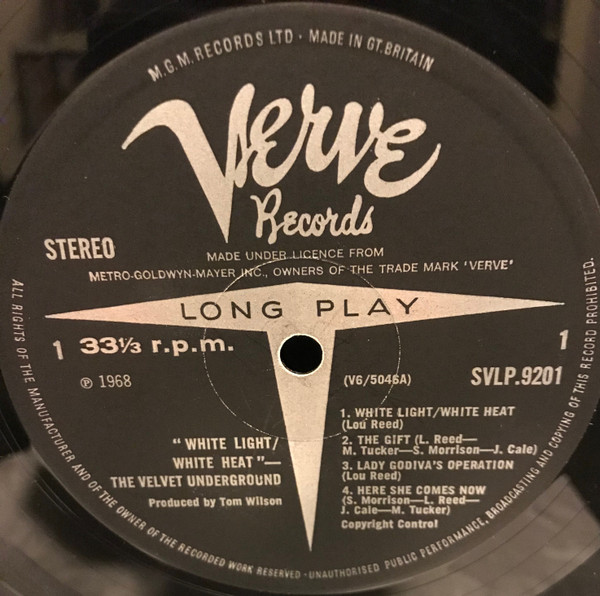 M.G.M. RECORDS LTD · MADE IN GT. BRITAIN
Verve
Records
STEREO
MADE UNDER LICENCE FROM
METRO-GOLDWYN-MAYER INC., OWNERS OF THE TRADE MARK 'VERVE'
LONG PLAY
1 33⅓ r.p.m.
1
℗ 1968
(V6/5046A)
SVLP.9201
"WHITE LIGHT/
WHITE HEAT"—
THE VELVET UNDERGROUND
Produced by Tom Wilson
1. WHITE LIGHT/WHITE HEAT
(Lou Reed)
2. THE GIFT (L. Reed—
M. Tucker—S. Morrison—J. Cale)
3. LADY GODIVA'S OPERATION
(Lou Reed)
4. HERE SHE COMES NOW
(S. Morrison—L. Reed—
J. Cale—M. Tucker)
Copyright Control
ALL RIGHTS OF THE MANUFACTURER AND OF THE OWNER OF THE RECORDED WORK RESERVED · UNAUTHORISED PUBLIC PERFORMANCE, BROADCASTING AND COPYING OF THIS RECORD PROHIBITED.